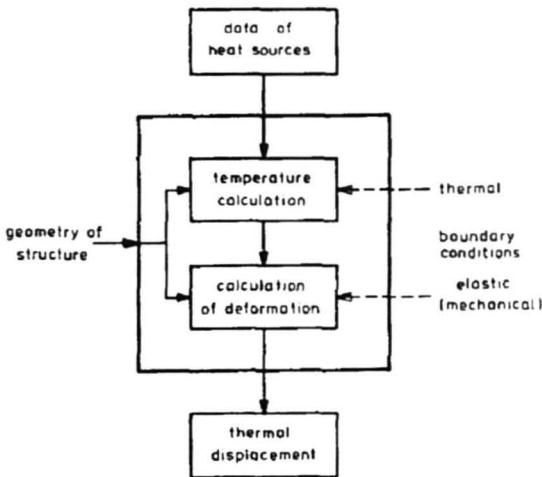 data of
heat sources
temperature
calculation
thermal
geometry of
structure
boundary
conditions
calculation
of deformation
elastic
(mechanical)
thermal
displacement